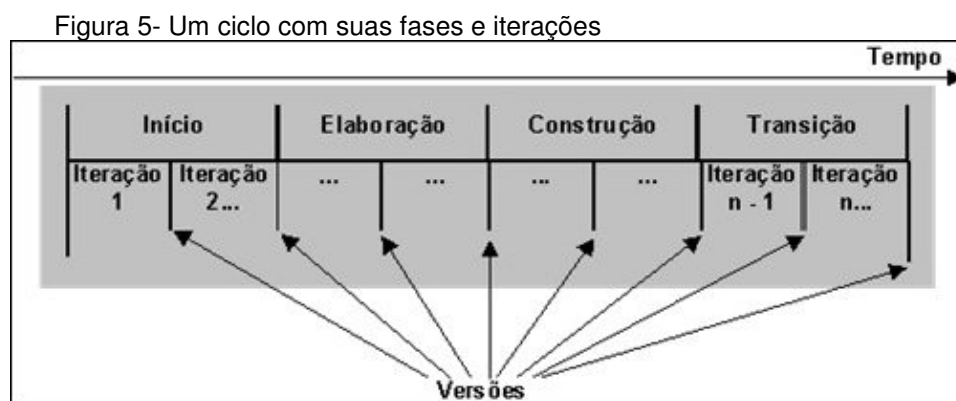 Figura 5- Um ciclo com suas fases e iterações
Tempo
Início Elaboração Construção Transição
Iteração Iteração ... ... ... ... Iteração Iteração
1 2... n - 1 n...
Versões